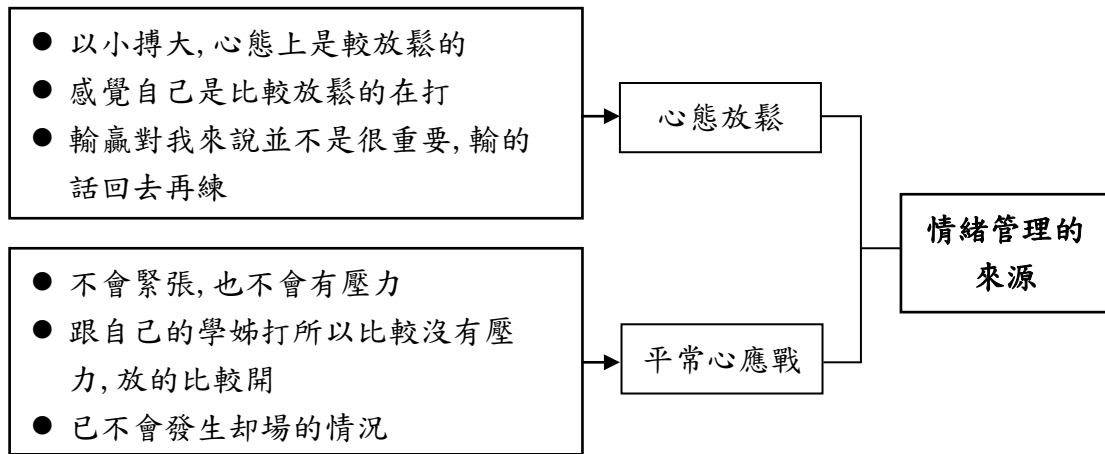 ● 以小搏大, 心態上是較放鬆的
● 感覺自己是比較放鬆的在打
● 輸贏對我來說並不是很重要, 輸的
話回去再練
心態放鬆
● 不會緊張, 也不會有壓力
● 跟自己的學姊打所以比較沒有壓
力, 放的比較開
● 已不會發生却場的情況
平常心應戰
情緒管理的
來源